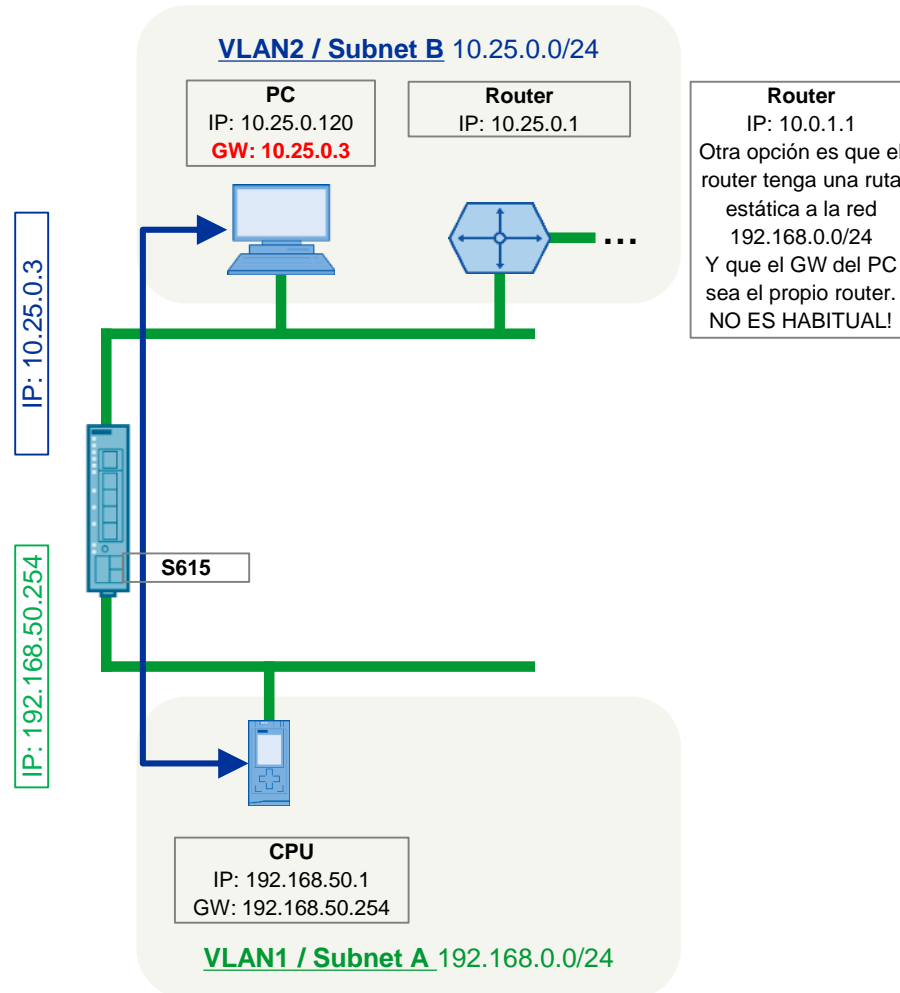 VLAN2 / Subnet B 10.25.0.0/24
PC
IP: 10.25.0.120
GW: 10.25.0.3
Router
IP: 10.25.0.1
Router
IP: 10.0.1.1
Otra opción es que el
router tenga una ruta
estática a la red
192.168.0.0/24
Y que el GW del PC
sea el propio router.
NO ES HABITUAL!
...
IP: 10.25.0.3
S615
IP: 192.168.50.254
CPU
IP: 192.168.50.1
GW: 192.168.50.254
VLAN1 / Subnet A 192.168.0.0/24